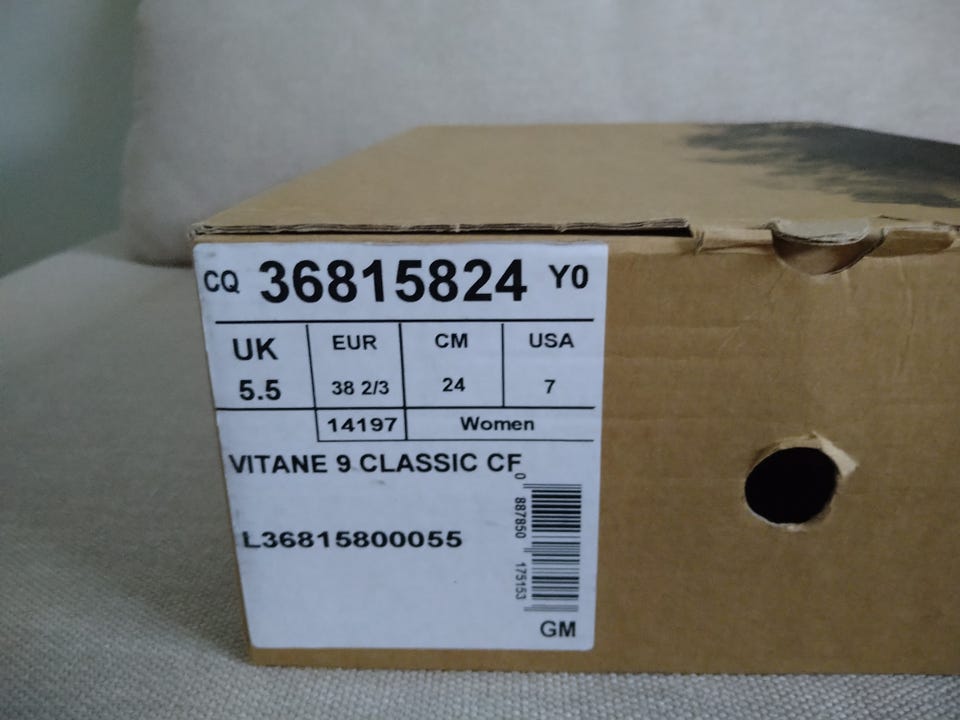 CQ 36815824 Y0
UK EUR CM USA
5.5 38 2/3 24 7
14197 Women
VITANE 9 CLASSIC CF
L36815800055
0 887850 175153
GM